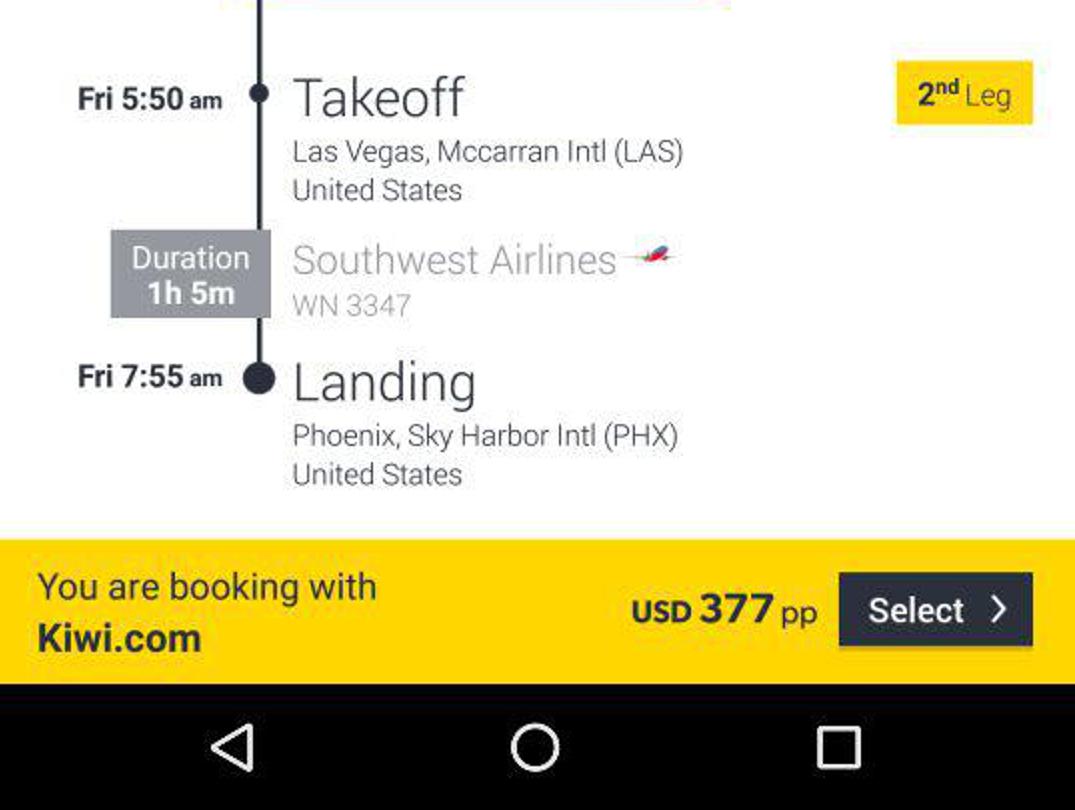 Fri 5:50 am
Takeoff
2nd Leg
Las Vegas, Mccarran Intl (LAS)
United States
Duration
1h 5m
Southwest Airlines
WN 3347
Fri 7:55 am
Landing
Phoenix, Sky Harbor Intl (PHX)
United States
You are booking with
Kiwi.com
USD 377 pp
Select